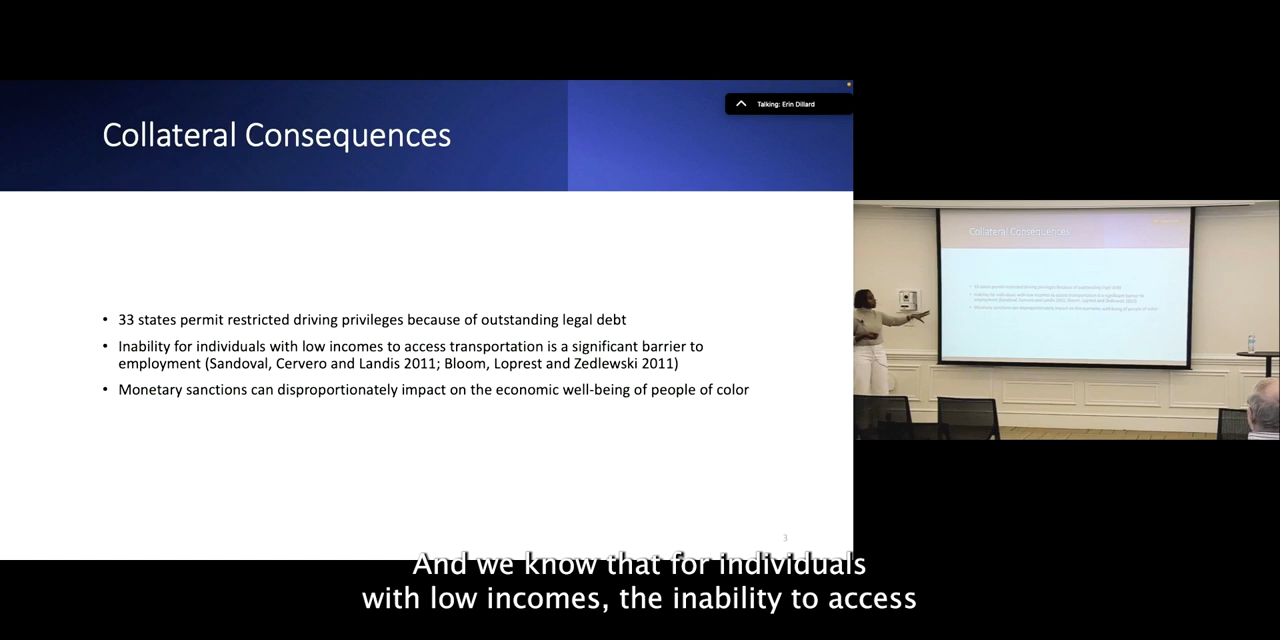 Talking: Erin Dillard
Collateral Consequences
• 33 states permit restricted driving privileges because of outstanding legal debt
• Inability for individuals with low incomes to access transportation is a significant barrier to
employment (Sandoval, Cervero and Landis 2011; Bloom, Loprest and Zedlewski 2011)
• Monetary sanctions can disproportionately impact on the economic well-being of people of color
3
Collateral Consequences
And we know that for individuals
with low incomes, the inability to access